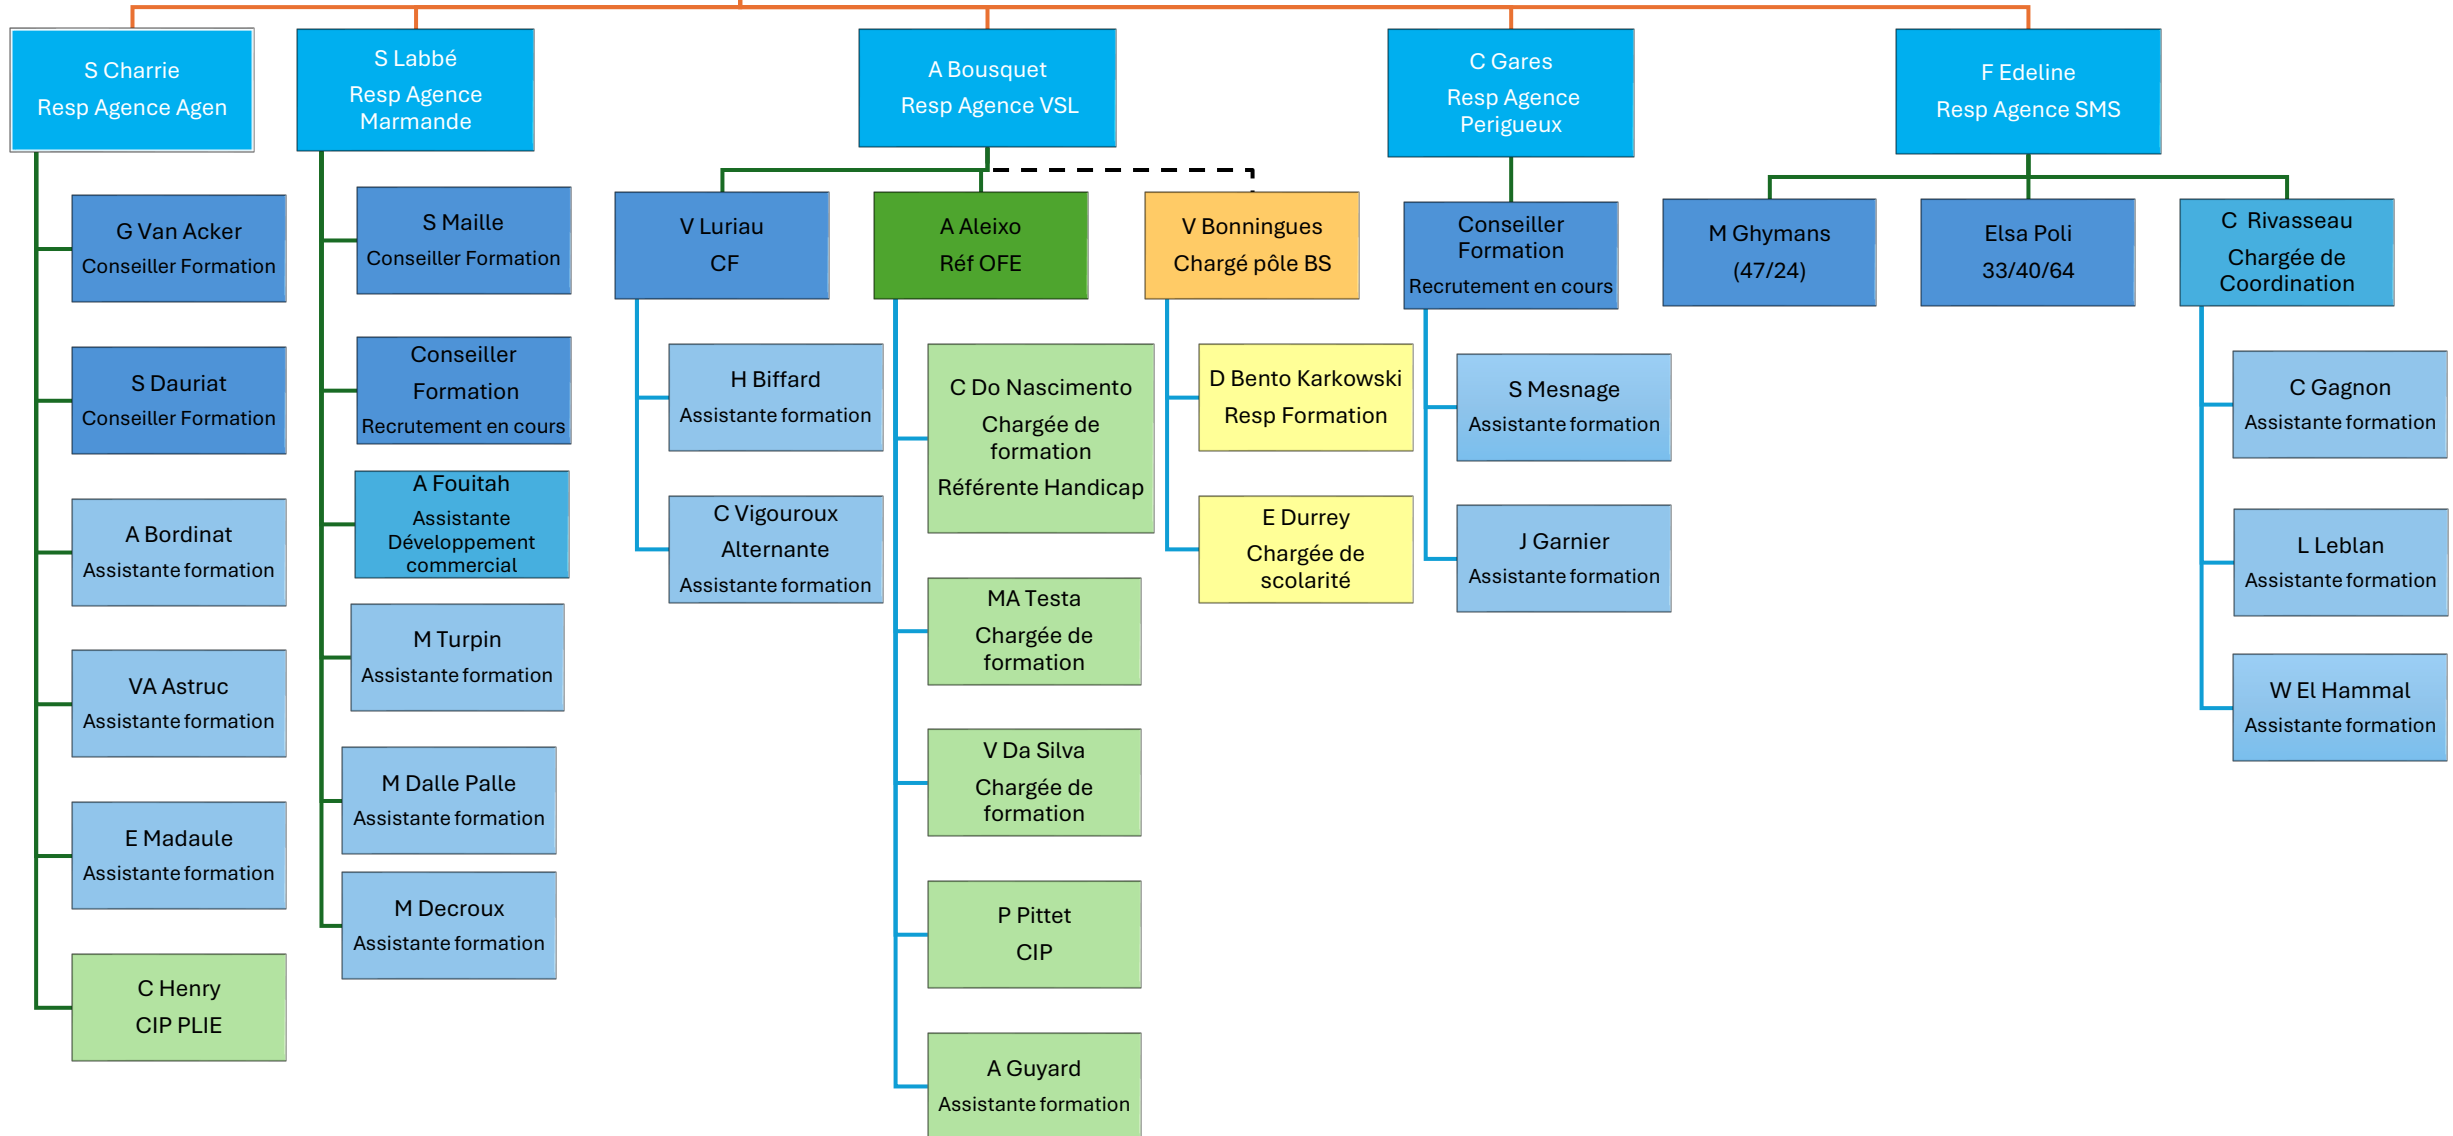 S Charrie
Resp Agence Agen
G Van Acker
Conseiller Formation
S Dauriat
Conseiller Formation
A Bordinat
Assistante formation
VA Astruc
Assistante formation
E Madaule
Assistante formation
C Henry
CIP PLIE
S Labbé
Resp Agence
Marmande
S Maille
Conseiller Formation
Conseiller
Formation
Recrutement en cours
A Fouitah
Assistante
Développement
commercial
M Turpin
Assistante formation
M Dalle Palle
Assistante formation
M Decroux
Assistante formation
A Bousquet
Resp Agence VSL
V Luriau
CF
H Biffard
Assistante formation
C Vigouroux
Alternante
Assistante formation
A Aleixo
Réf OFE
C Do Nascimento
Chargée de
formation
Référente Handicap
MA Testa
Chargée de
formation
V Da Silva
Chargée de
formation
P Pittet
CIP
A Guyard
Assistante formation
V Bonningues
Chargé pôle BS
D Bento Karkowski
Resp Formation
E Durrey
Chargée de
scolarité
C Gares
Resp Agence
Perigueux
Conseiller
Formation
Recrutement en cours
S Mesnage
Assistante formation
J Garnier
Assistante formation
F Edeline
Resp Agence SMS
M Ghymans
(47/24)
Elsa Poli
33/40/64
C Rivasseau
Chargée de
Coordination
C Gagnon
Assistante formation
L Leblan
Assistante formation
W El Hammal
Assistante formation